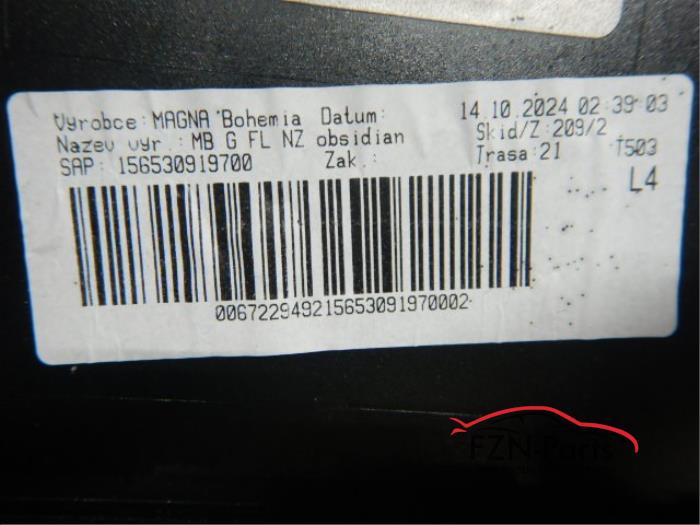 Vyrobce: MAGNA Bohemia Datum: 14.10.2024 02:39:03
Nazev vyr.: MB G FL NZ obsidian Skid/Z:209/2
SAP: 156530919700 Zak.: Trasa:21 T503
L4
006722949215653091970002
FZN-Parts